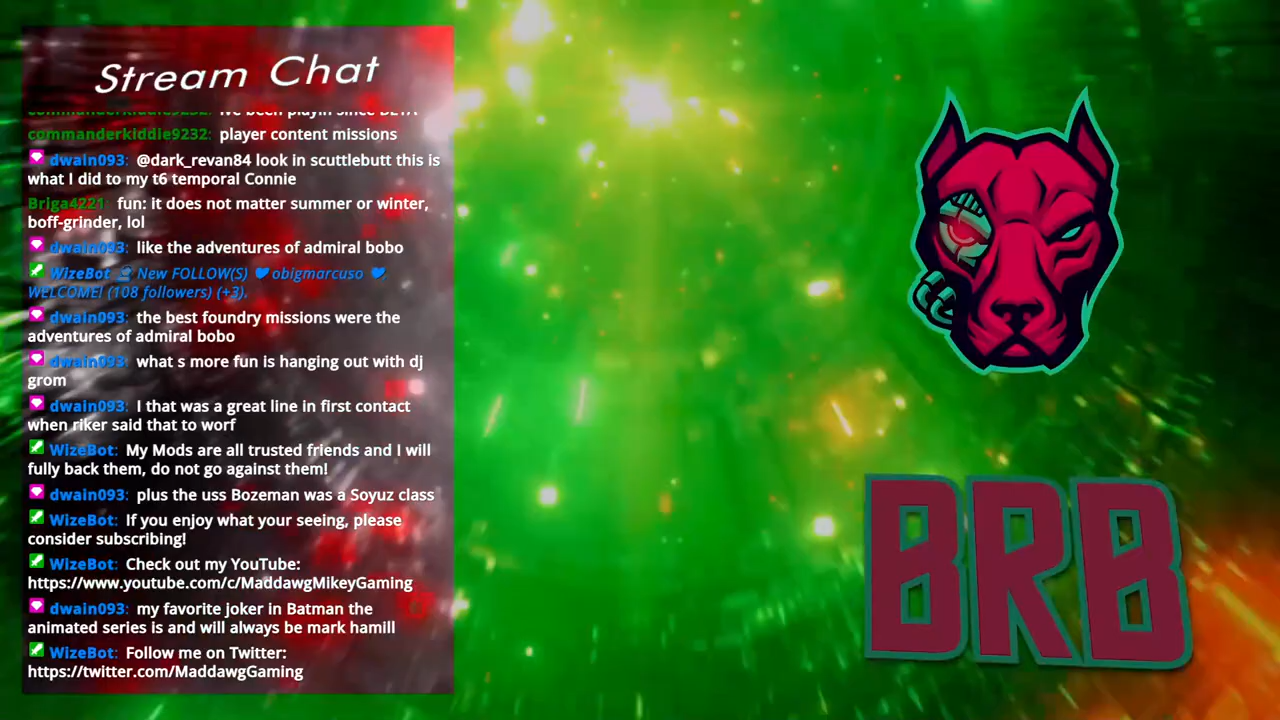 Stream Chat
commanderkiddie9232: ive been playin since BETA
commanderkiddie9232: player content missions
dwain093: @dark_revan84 look in scuttlebutt this is
what I did to my t6 temporal Connie
Briga4221: fun: it does not matter summer or winter,
boff-grinder, lol
dwain093: like the adventures of admiral bobo
WizeBot New FOLLOW(S) obigmarcuso
WELCOME! (108 followers) (+3).
dwain093: the best foundry missions were the
adventures of admiral bobo
dwain093: what s more fun is hanging out with dj
grom
dwain093: I that was a great line in first contact
when riker said that to worf
WizeBot: My Mods are all trusted friends and I will
fully back them, do not go against them!
dwain093: plus the uss Bozeman was a Soyuz class
WizeBot: If you enjoy what your seeing, please
consider subscribing!
WizeBot: Check out my YouTube:
https://www.youtube.com/c/MaddawgMikeyGaming
dwain093: my favorite joker in Batman the
animated series is and will always be mark hamill
WizeBot: Follow me on Twitter:
https://twitter.com/MaddawgGaming
BRB